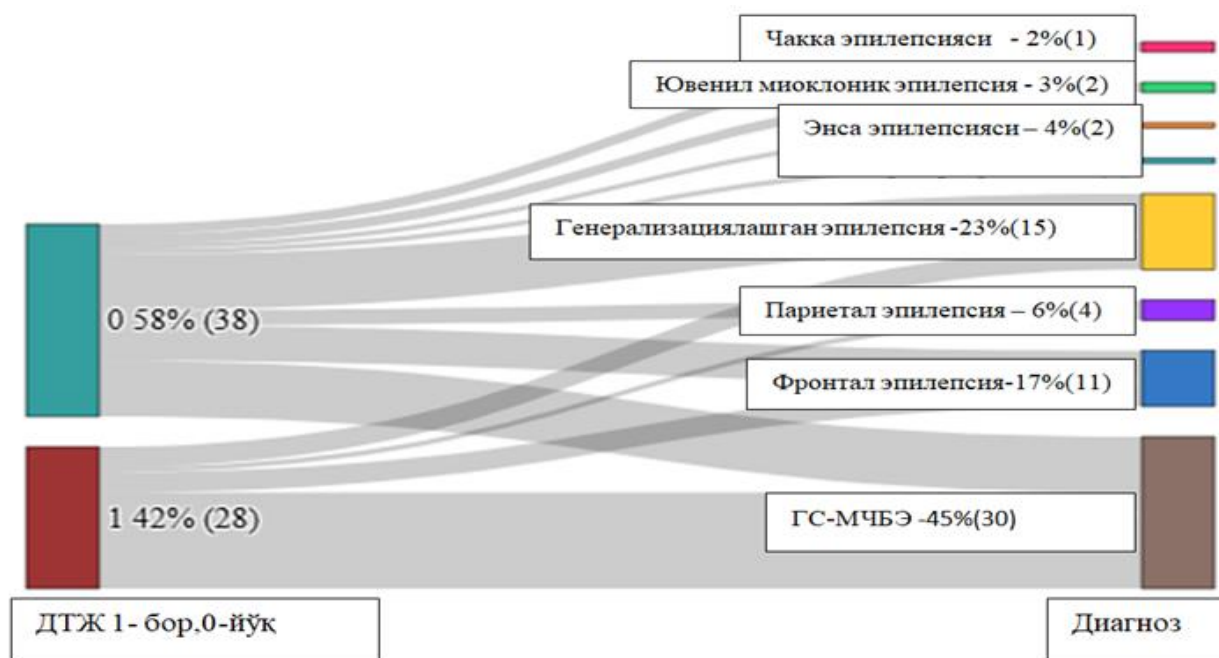 Чакка эпилепсияси - 2%(1)
Ювенил миоклоник эпилепсия - 3%(2)
Энса эпилепсияси – 4%(2)
Генерализациялашган эпилепсия -23%(15)
0 58% (38)
Париетал эпилепсия – 6%(4)
Фронтал эпилепсия-17%(11)
1 42% (28)
ГС-МЧБЭ -45%(30)
ДТЖ 1- бор,0-йўқ
Диагноз